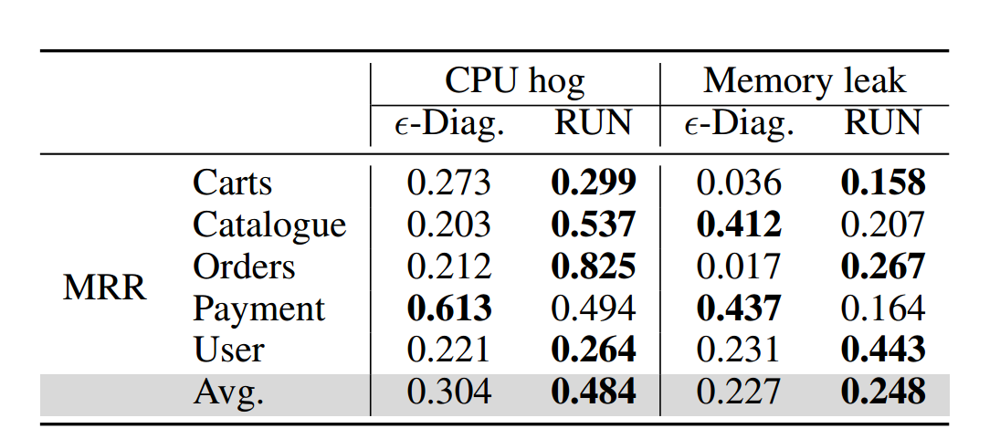 CPU hog Memory leak
ϵ-Diag. RUN ϵ-Diag. RUN
Carts 0.273 0.299 0.036 0.158
Catalogue 0.203 0.537 0.412 0.207
Orders 0.212 0.825 0.017 0.267
MRR
Payment 0.613 0.494 0.437 0.164
User 0.221 0.264 0.231 0.443
Avg. 0.304 0.484 0.227 0.248